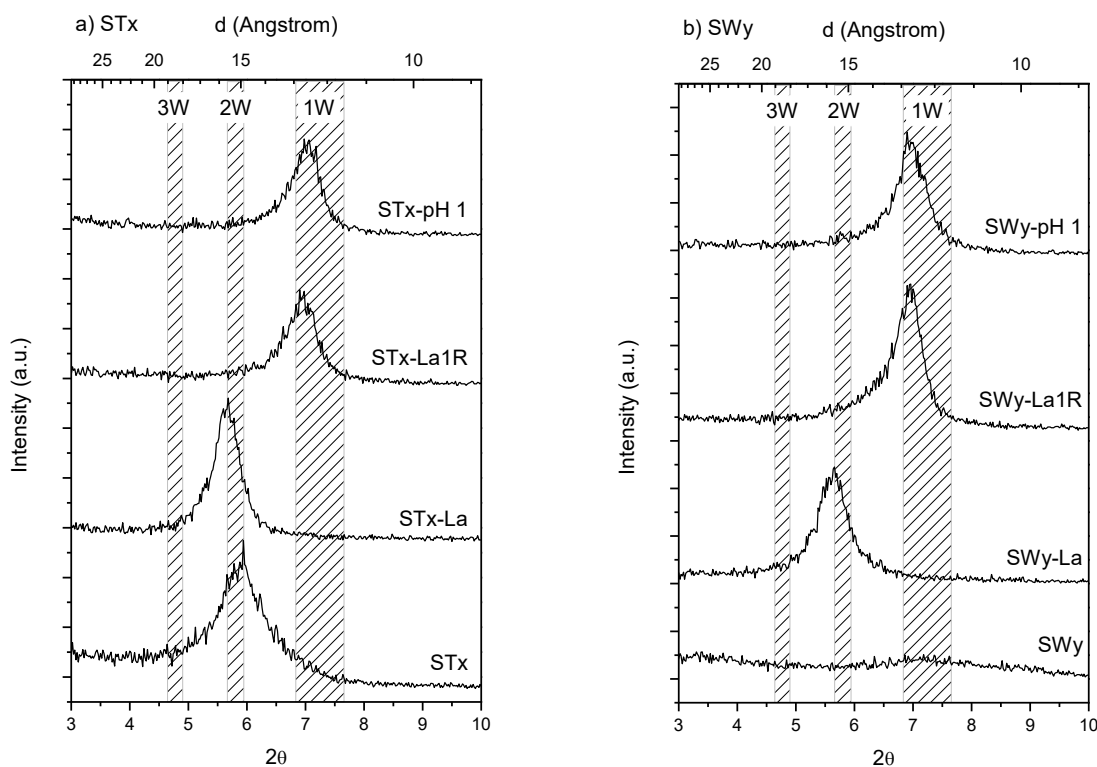 a) STx
d (Angstrom)
25 20 15 10
3W 2W 1W
STx-pH 1
STx-La1R
STx-La
STx
Intensity (a.u.)
3 4 5 6 7 8 9 10
2θ
b) SWy
d (Angstrom)
25 20 15 10
3W 2W 1W
SWy-pH 1
SWy-La1R
SWy-La
SWy
Intensity (a.u.)
3 4 5 6 7 8 9 10
2θ